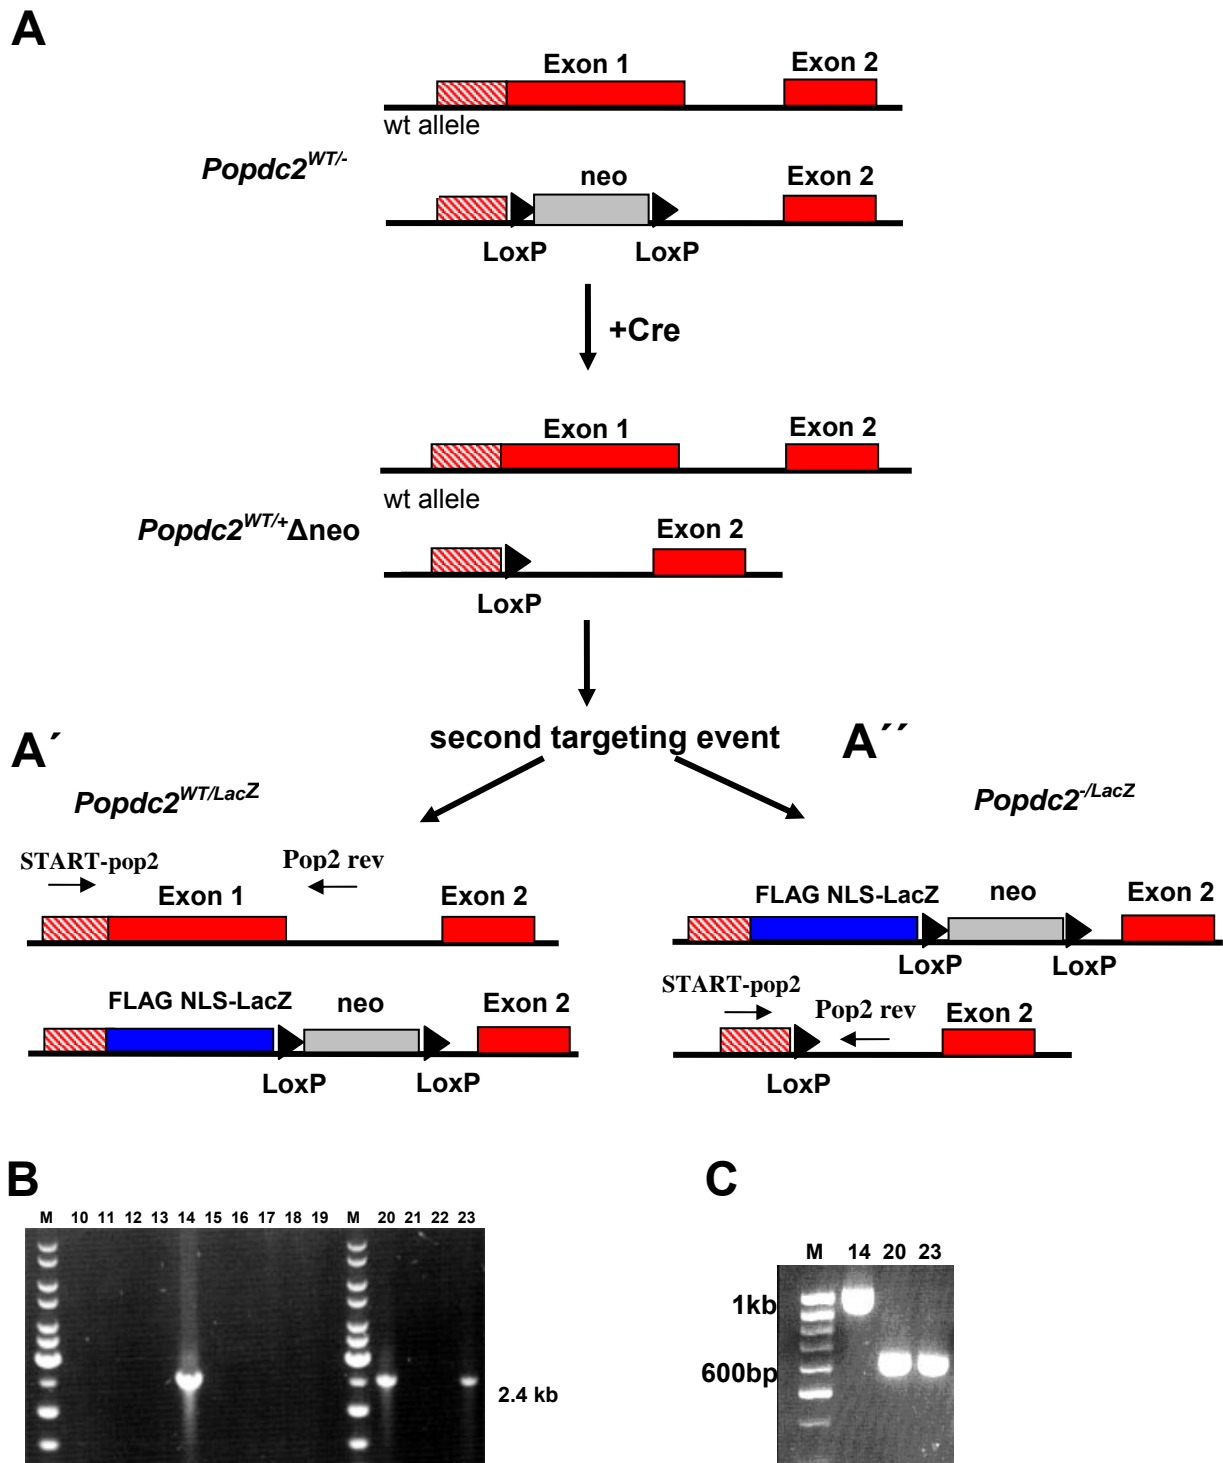 A
Exon 1 Exon 2
wt allele
Popdc2WT/-
neo Exon 2
LoxP LoxP
+Cre
Exon 1 Exon 2
wt allele
Popdc2WT/+Δneo
Exon 2
LoxP
second targeting event
A´ A´´
Popdc2WT/LacZ Popdc2-/LacZ
START-pop2 Pop2 rev
Exon 1 Exon 2
FLAG NLS-LacZ neo Exon 2
LoxP LoxP
FLAG NLS-LacZ neo Exon 2
LoxP LoxP
START-pop2 Pop2 rev Exon 2
LoxP
B
M 10 11 12 13 14 15 16 17 18 19 M 20 21 22 23
2.4 kb
C
M 14 20 23
1kb
600bp